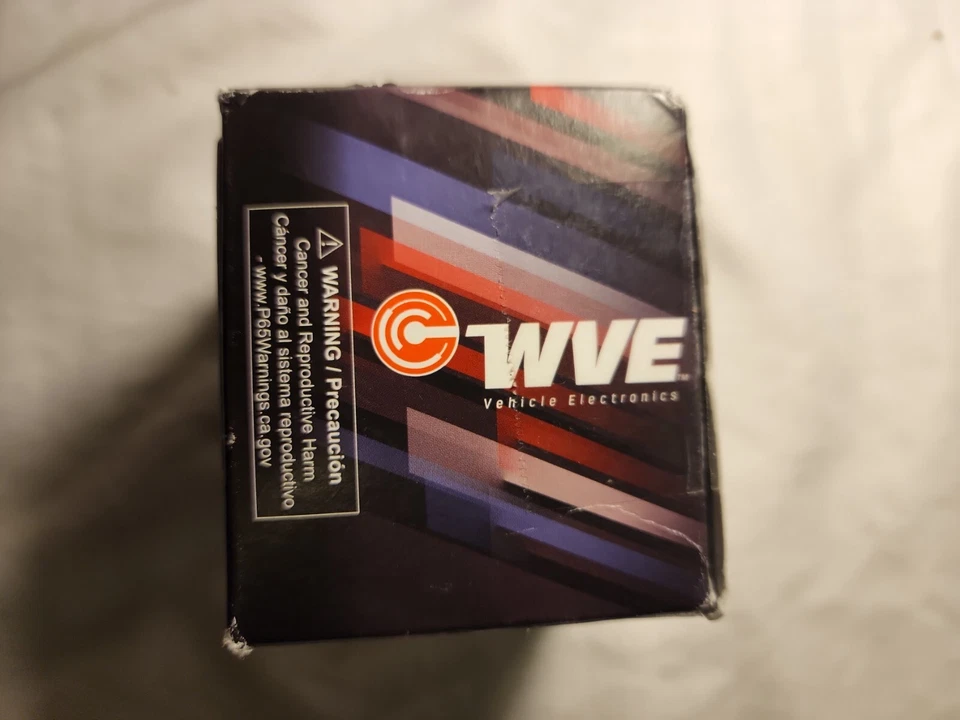 WVE
Vehicle Electronics
⚠ WARNING / Precaución
Cancer and Reproductive Harm
Cáncer y daño al sistema reproductivo
- www.P65Warnings.ca.gov